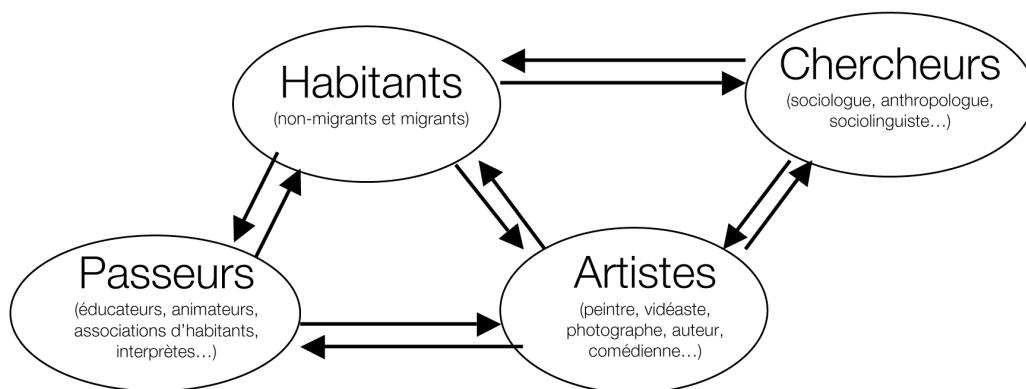 Habitants
(non-migrants et migrants)
Chercheurs
(sociologue, anthropologue,
sociolinguiste…)
Passeurs
(éducateurs, animateurs,
associations d’habitants,
interprètes…)
Artistes
(peintre, vidéaste,
photographe, auteur,
comédienne…)